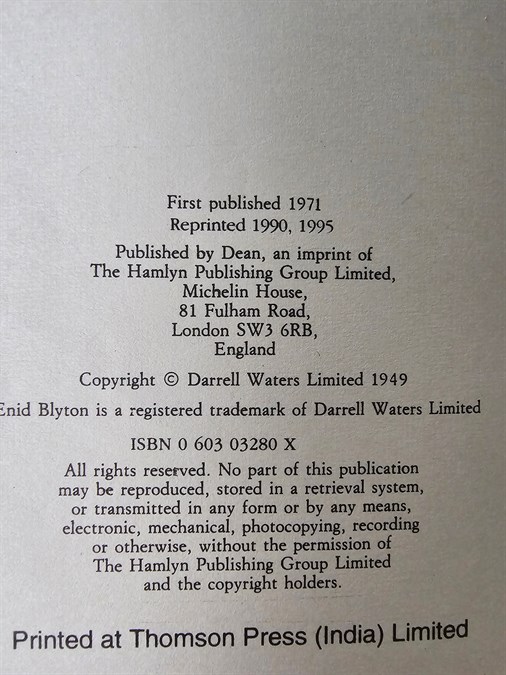 First published 1971
Reprinted 1990, 1995
Published by Dean, an imprint of
The Hamlyn Publishing Group Limited,
Michelin House,
81 Fulham Road,
London SW3 6RB,
England
Copyright © Darrell Waters Limited 1949
Enid Blyton is a registered trademark of Darrell Waters Limited
ISBN 0 603 03280 X
All rights reserved. No part of this publication
may be reproduced, stored in a retrieval system,
or transmitted in any form or by any means,
electronic, mechanical, photocopying, recording
or otherwise, without the permission of
The Hamlyn Publishing Group Limited
and the copyright holders.
Printed at Thomson Press (India) Limited